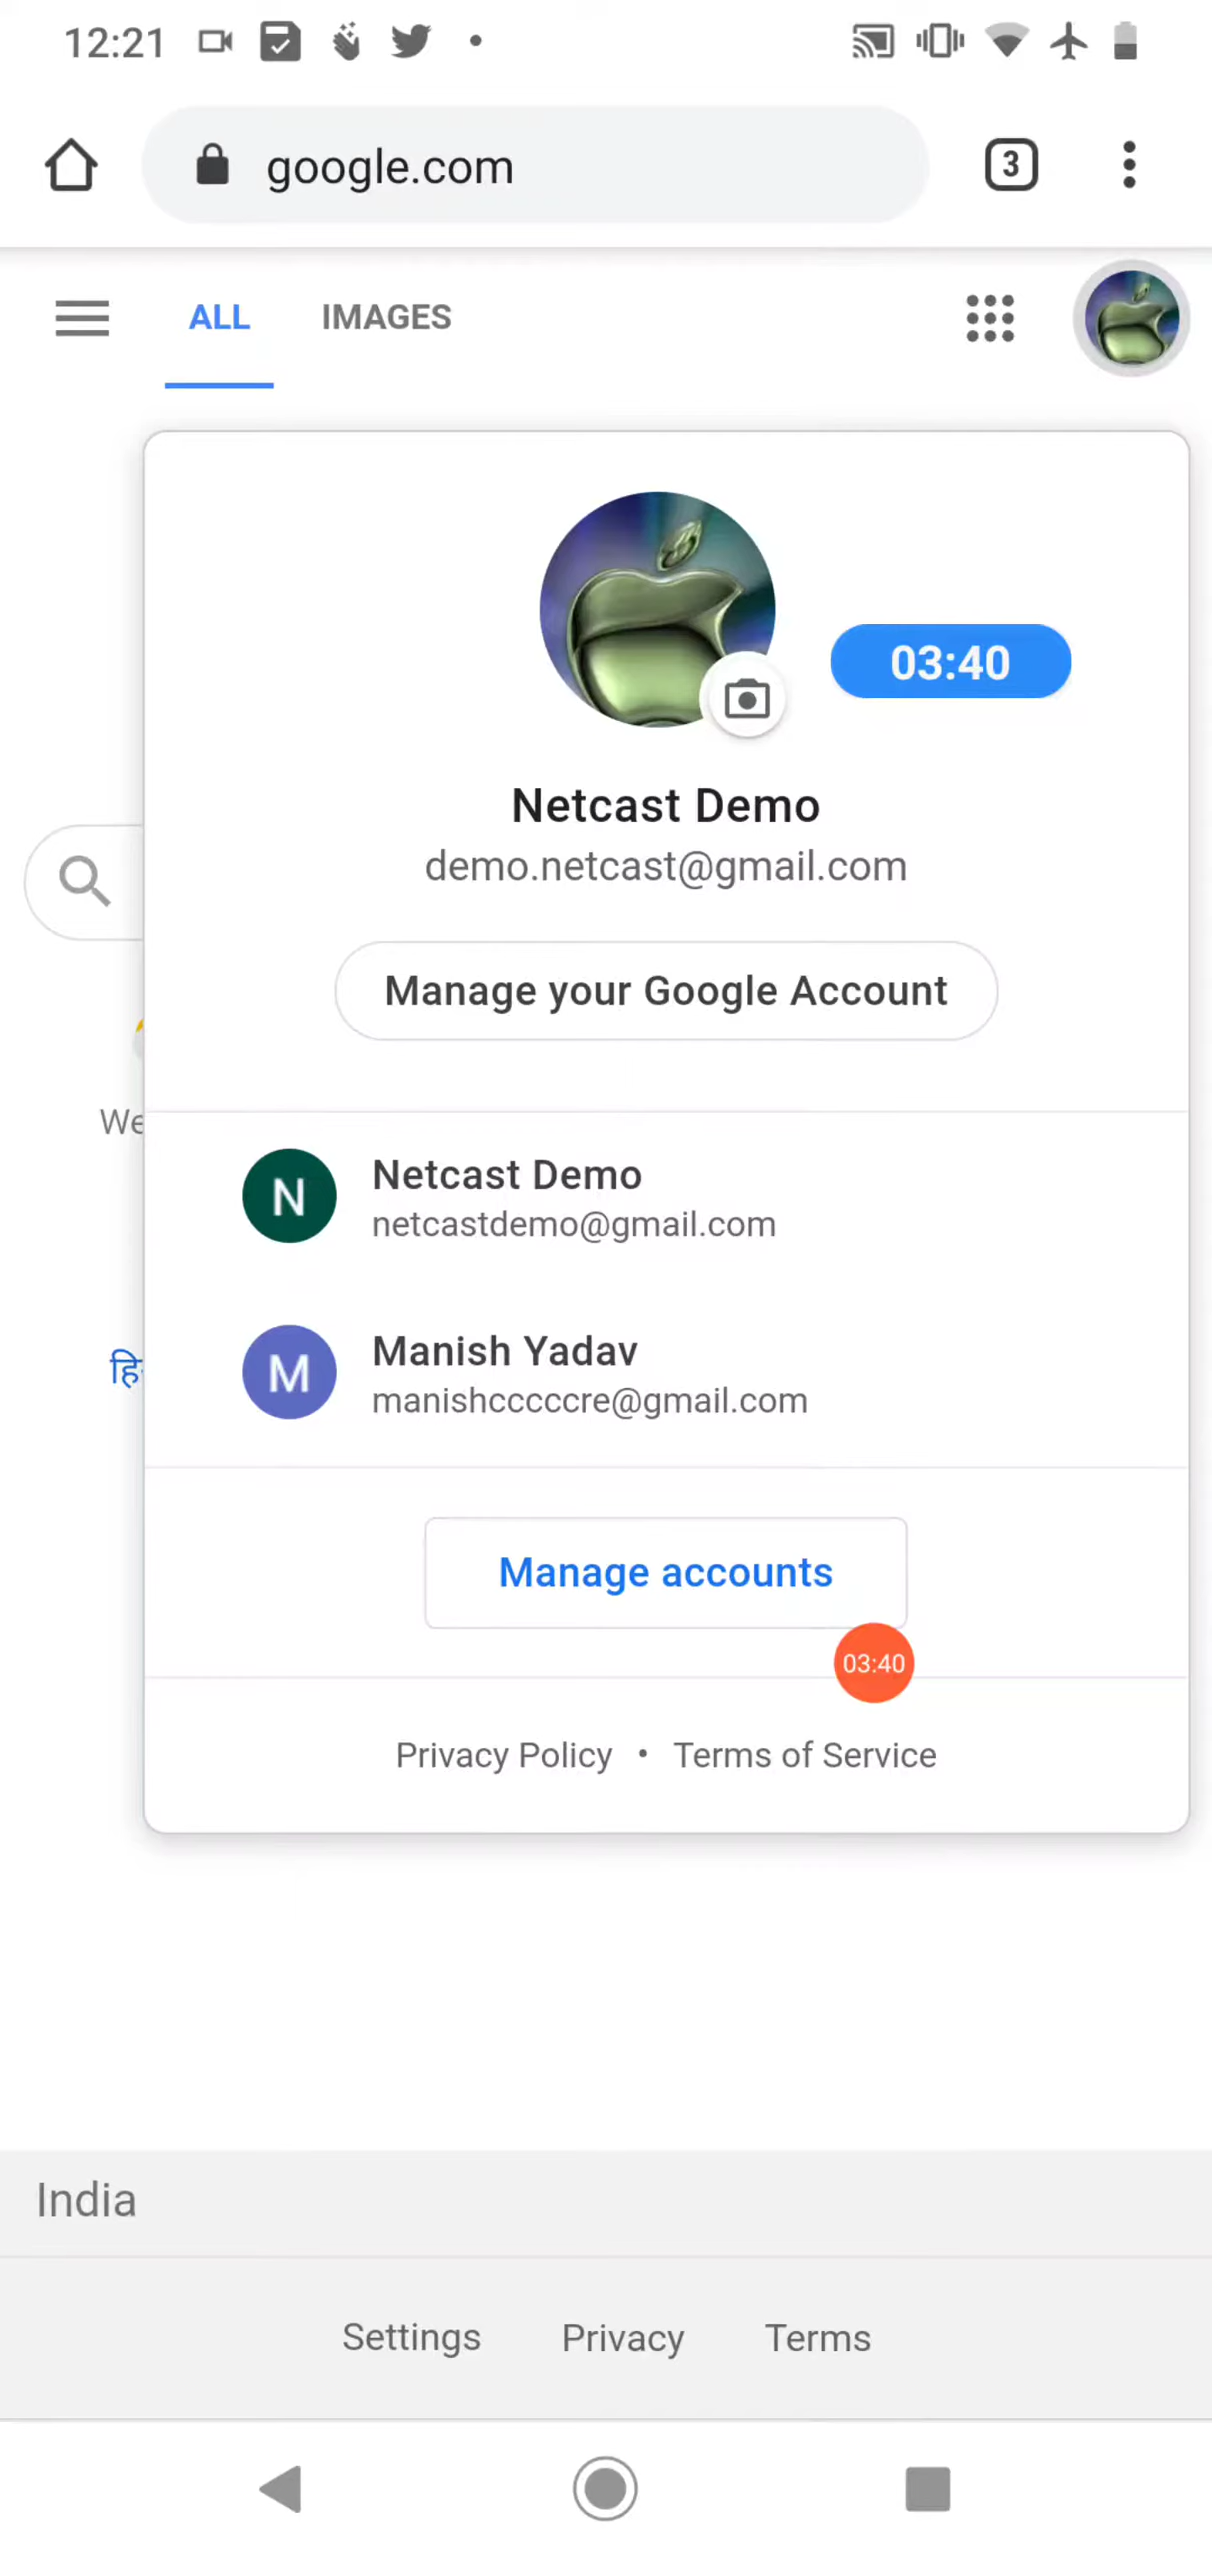 12:21
google.com
3
ALL IMAGES
03:40
Netcast Demo
demo.netcast@gmail.com
Manage your Google Account
We
Netcast Demo
N
netcastdemo@gmail.com
Manish Yadav
M
manishcccccre@gmail.com
Manage accounts
03:40
Privacy Policy • Terms of Service
India
Settings Privacy Terms